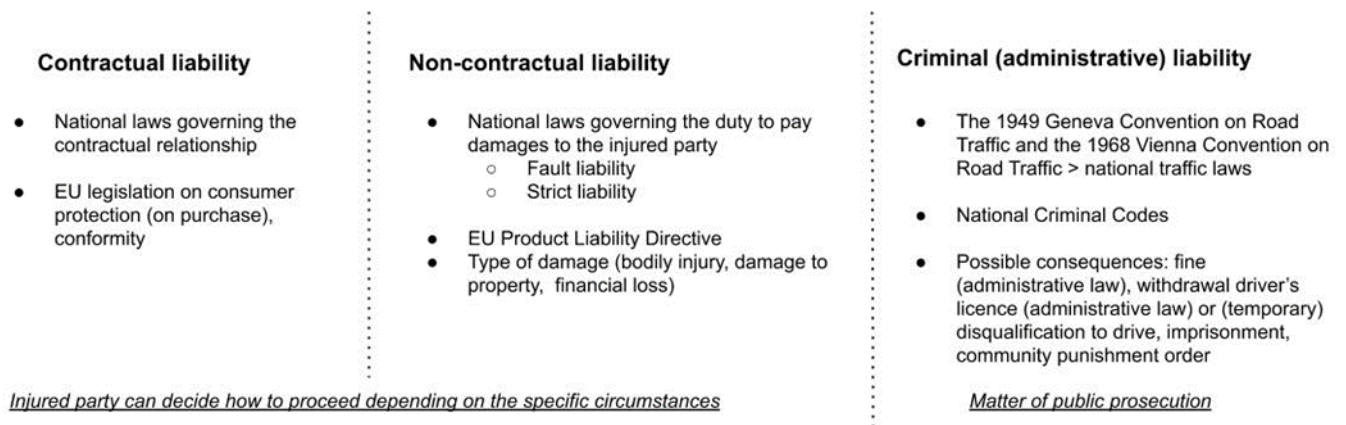 Contractual liability
● National laws governing the
contractual relationship
● EU legislation on consumer
protection (on purchase),
conformity
Non-contractual liability
● National laws governing the duty to pay
damages to the injured party
○ Fault liability
○ Strict liability
● EU Product Liability Directive
● Type of damage (bodily injury, damage to
property, financial loss)
Injured party can decide how to proceed depending on the specific circumstances
Criminal (administrative) liability
● The 1949 Geneva Convention on Road
Traffic and the 1968 Vienna Convention on
Road Traffic > national traffic laws
● National Criminal Codes
● Possible consequences: fine
(administrative law), withdrawal driver's
licence (administrative law) or (temporary)
disqualification to drive, imprisonment,
community punishment order
Matter of public prosecution